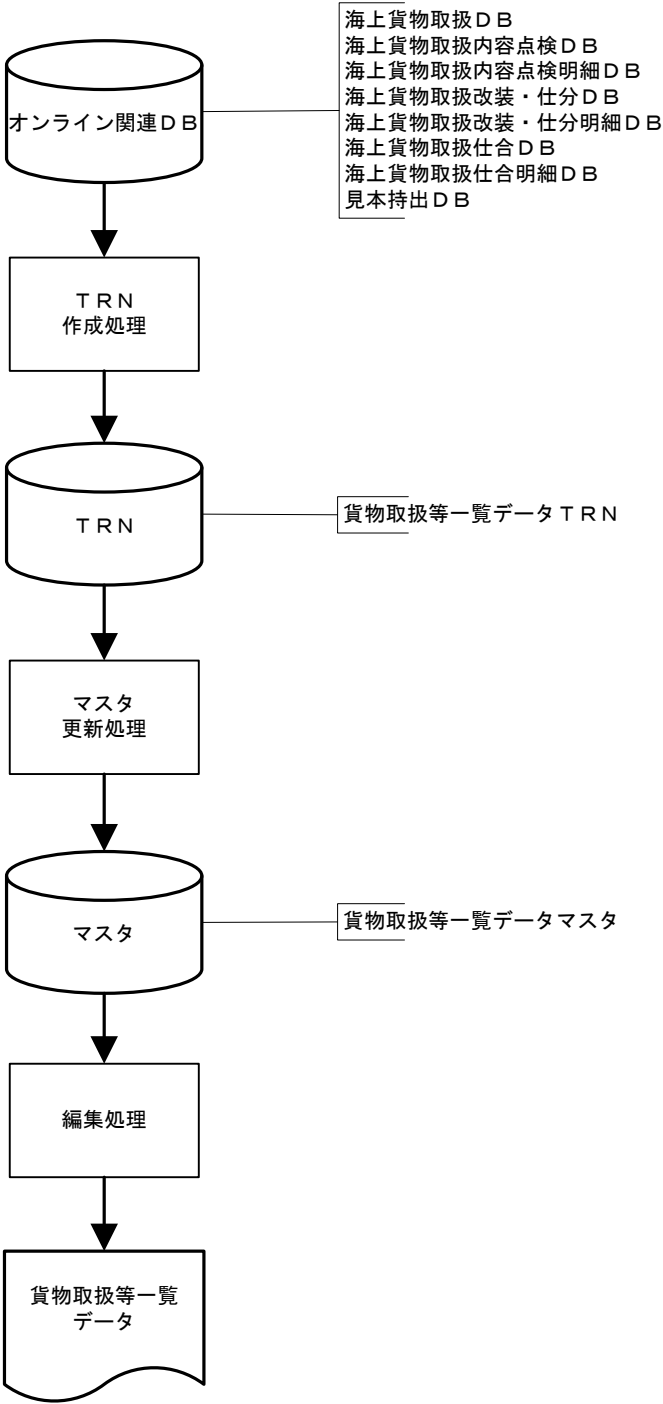 海上貨物取扱ＤＢ
海上貨物取扱内容点検ＤＢ
海上貨物取扱内容点検明細ＤＢ
海上貨物取扱改装・仕分ＤＢ
海上貨物取扱改装・仕分明細ＤＢ
海上貨物取扱仕合ＤＢ
海上貨物取扱仕合明細ＤＢ
見本持出ＤＢ
オンライン関連ＤＢ
ＴＲＮ
作成処理
ＴＲＮ
貨物取扱等一覧データＴＲＮ
マスタ
更新処理
マスタ
貨物取扱等一覧データマスタ
編集処理
貨物取扱等一覧
データ